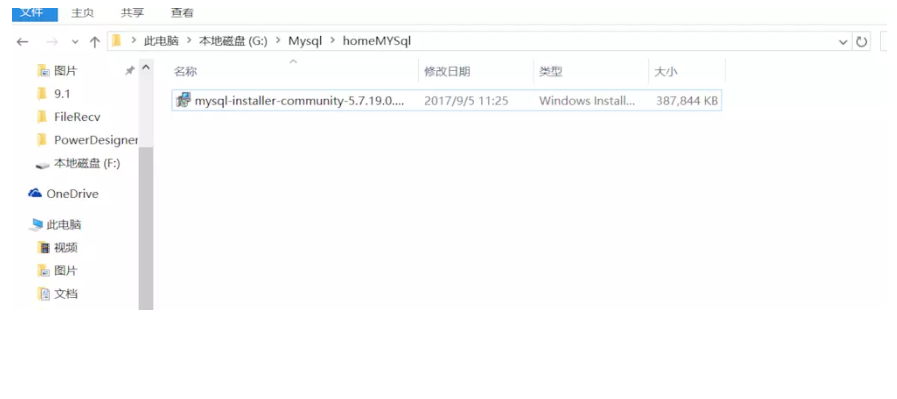 文件 主页 共享 查看
此电脑 本地磁盘 (G:) Mysql homeMYSql
名称 修改日期 类型 大小
mysql-installer-community-5.7.19.0.... 2017/9/5 11:25 Windows Install... 387,844 KB
图片
9.1
FileRecv
PowerDesigner
本地磁盘 (F:)
OneDrive
此电脑
视频
图片
文档